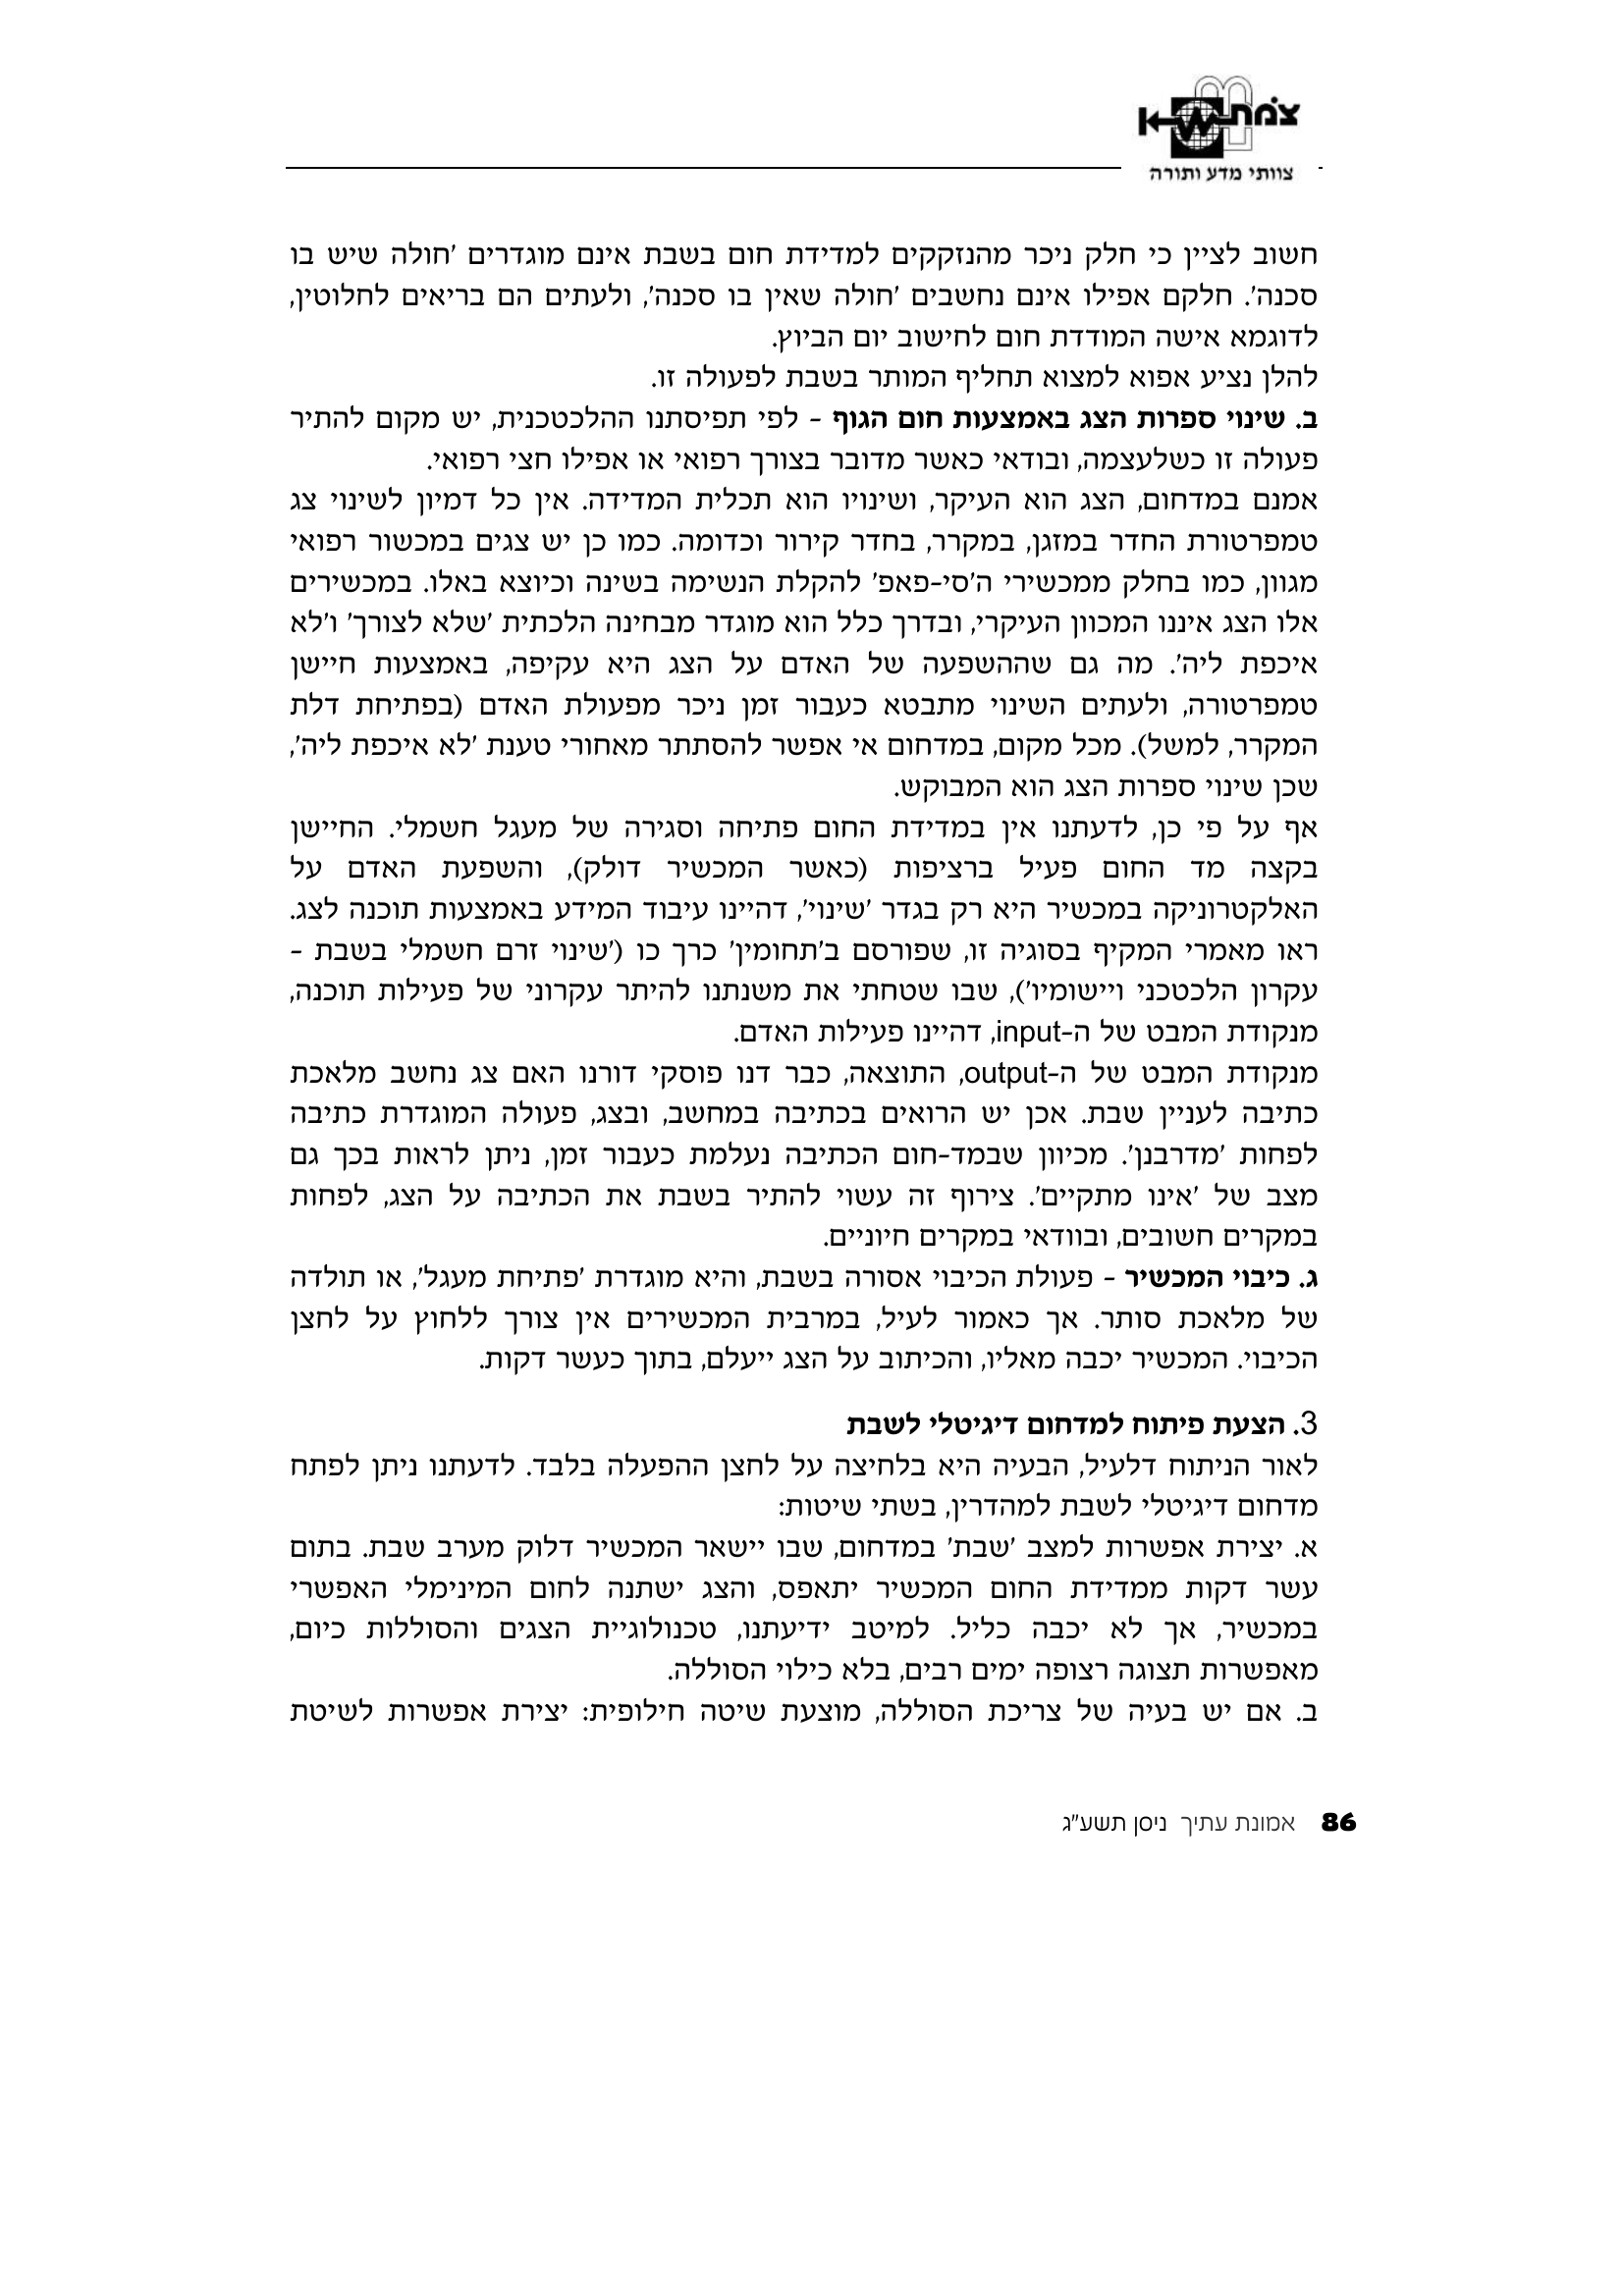 צמת
צוותי מדע ותורה
חשוב לציין כי חלק ניכר מהנזקקים למדידת חום בשבת אינם מוגדרים 'חולה שיש בו
סכנה'. חלקם אפילו אינם נחשבים 'חולה שאין בו סכנה', ולעתים הם בריאים לחלוטין,
לדוגמא אישה המודדת חום לחישוב יום הביוץ.
להלן נציע אפוא למצוא תחליף המותר בשבת לפעולה זו.
ב. שינוי ספרות הצג באמצעות חום הגוף - לפי תפיסתנו ההלכטכנית, יש מקום להתיר
פעולה זו כשלעצמה, ובודאי כאשר מדובר בצורך רפואי או אפילו חצי רפואי.
אמנם במדחום, הצג הוא העיקר, ושינויו הוא תכלית המדידה. אין כל דמיון לשינוי צג
טמפרטורת החדר במזגן, במקרר, בחדר קירור וכדומה. כמו כן יש צגים במכשור רפואי
מגוון, כמו בחלק ממכשירי ה'סי-פאפ' להקלת הנשימה בשינה וכיוצא באלו. במכשירים
אלו הצג איננו המכוון העיקרי, ובדרך כלל הוא מוגדר מבחינה הלכתית 'שלא לצורך' ו'לא
איכפת ליה'. מה גם שההשפעה של האדם על הצג היא עקיפה, באמצעות חיישן
טמפרטורה, ולעתים השינוי מתבטא כעבור זמן ניכר מפעולת האדם (בפתיחת דלת
המקרר, למשל). מכל מקום, במדחום אי אפשר להסתתר מאחורי טענת 'לא איכפת ליה',
שכן שינוי ספרות הצג הוא המבוקש.
אף על פי כן, לדעתנו אין במדידת החום פתיחה וסגירה של מעגל חשמלי. החיישן
בקצה מד החום פעיל ברציפות (כאשר המכשיר דולק), והשפעת האדם על
האלקטרוניקה במכשיר היא רק בגדר 'שינוי', דהיינו עיבוד המידע באמצעות תוכנה לצג.
ראו מאמרי המקיף בסוגיה זו, שפורסם ב'תחומין' כרך כו ('שינוי זרם חשמלי בשבת -
עקרון הלכטכני ויישומיו'), שבו שטחתי את משנתנו להיתר עקרוני של פעילות תוכנה,
מנקודת המבט של ה-input, דהיינו פעילות האדם.
מנקודת המבט של ה-output, התוצאה, כבר דנו פוסקי דורנו האם צג נחשב מלאכת
כתיבה לעניין שבת. אכן יש הרואים בכתיבה במחשב, ובצג, פעולה המוגדרת כתיבה
לפחות 'מדרבנן'. מכיוון שבמד-חום הכתיבה נעלמת כעבור זמן, ניתן לראות בכך גם
מצב של 'אינו מתקיים'. צירוף זה עשוי להתיר בשבת את הכתיבה על הצג, לפחות
במקרים חשובים, ובוודאי במקרים חיוניים.
ג. כיבוי המכשיר - פעולת הכיבוי אסורה בשבת, והיא מוגדרת 'פתיחת מעגל', או תולדה
של מלאכת סותר. אך כאמור לעיל, במרבית המכשירים אין צורך ללחוץ על לחצן
הכיבוי. המכשיר יכבה מאליו, והכיתוב על הצג ייעלם, בתוך כעשר דקות.
3. הצעת פיתוח למדחום דיגיטלי לשבת
לאור הניתוח דלעיל, הבעיה היא בלחיצה על לחצן ההפעלה בלבד. לדעתנו ניתן לפתח
מדחום דיגיטלי לשבת למהדרין, בשתי שיטות:
א. יצירת אפשרות למצב 'שבת' במדחום, שבו יישאר המכשיר דלוק מערב שבת. בתום
עשר דקות ממדידת החום המכשיר יתאפס, והצג ישתנה לחום המינימלי האפשרי
במכשיר, אך לא יכבה כליל. למיטב ידיעתנו, טכנולוגיית הצגים והסוללות כיום,
מאפשרות תצוגה רצופה ימים רבים, בלא כילוי הסוללה.
ב. אם יש בעיה של צריכת הסוללה, מוצעת שיטה חילופית: יצירת אפשרות לשיטת
86 אמונת עתיך ניסן תשע"ג